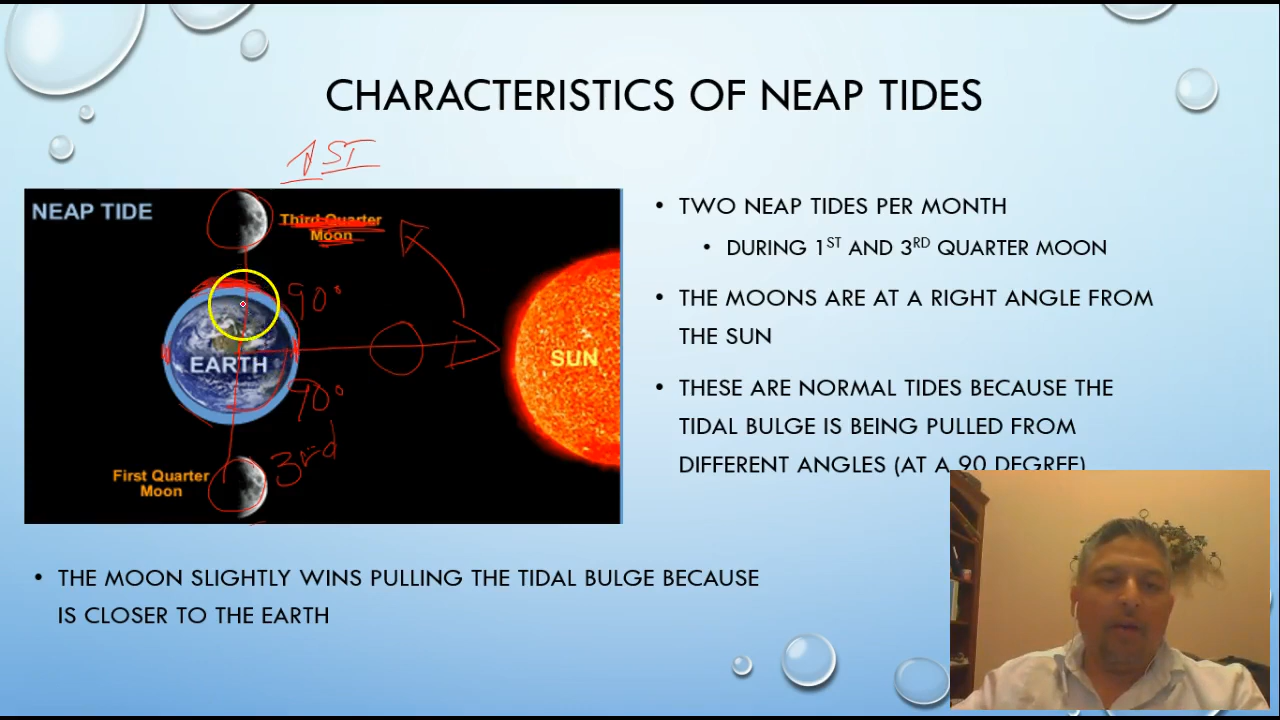 CHARACTERISTICS OF NEAP TIDES
1ST
NEAP TIDE
Third Quarter
Moon
90°
EARTH
SUN
90°
3rd
First Quarter
Moon
• TWO NEAP TIDES PER MONTH
• DURING 1ST AND 3RD QUARTER MOON
• THE MOONS ARE AT A RIGHT ANGLE FROM
THE SUN
• THESE ARE NORMAL TIDES BECAUSE THE
TIDAL BULGE IS BEING PULLED FROM
DIFFERENT ANGLES (AT A 90 DEGREE)
• THE MOON SLIGHTLY WINS PULLING THE TIDAL BULGE BECAUSE
IS CLOSER TO THE EARTH